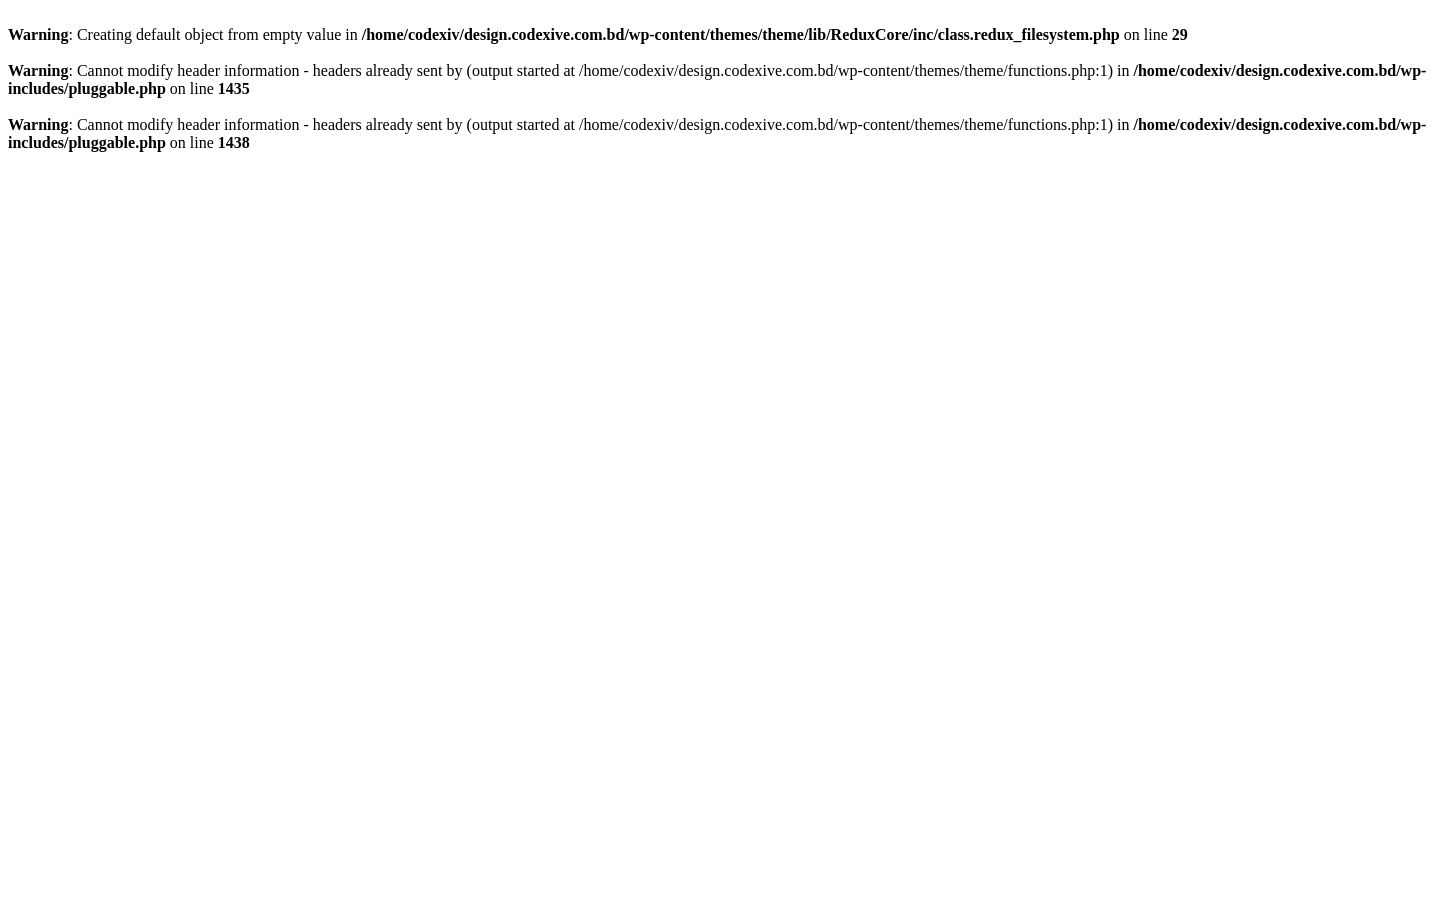 Warning: Creating default object from empty value in /home/codexiv/design.codexive.com.bd/wp-content/themes/theme/lib/ReduxCore/inc/class.redux_filesystem.php on line 29
Warning: Cannot modify header information - headers already sent by (output started at /home/codexiv/design.codexive.com.bd/wp-content/themes/theme/functions.php:1) in /home/codexiv/design.codexive.com.bd/wp-
includes/pluggable.php on line 1435
Warning: Cannot modify header information - headers already sent by (output started at /home/codexiv/design.codexive.com.bd/wp-content/themes/theme/functions.php:1) in /home/codexiv/design.codexive.com.bd/wp-
includes/pluggable.php on line 1438